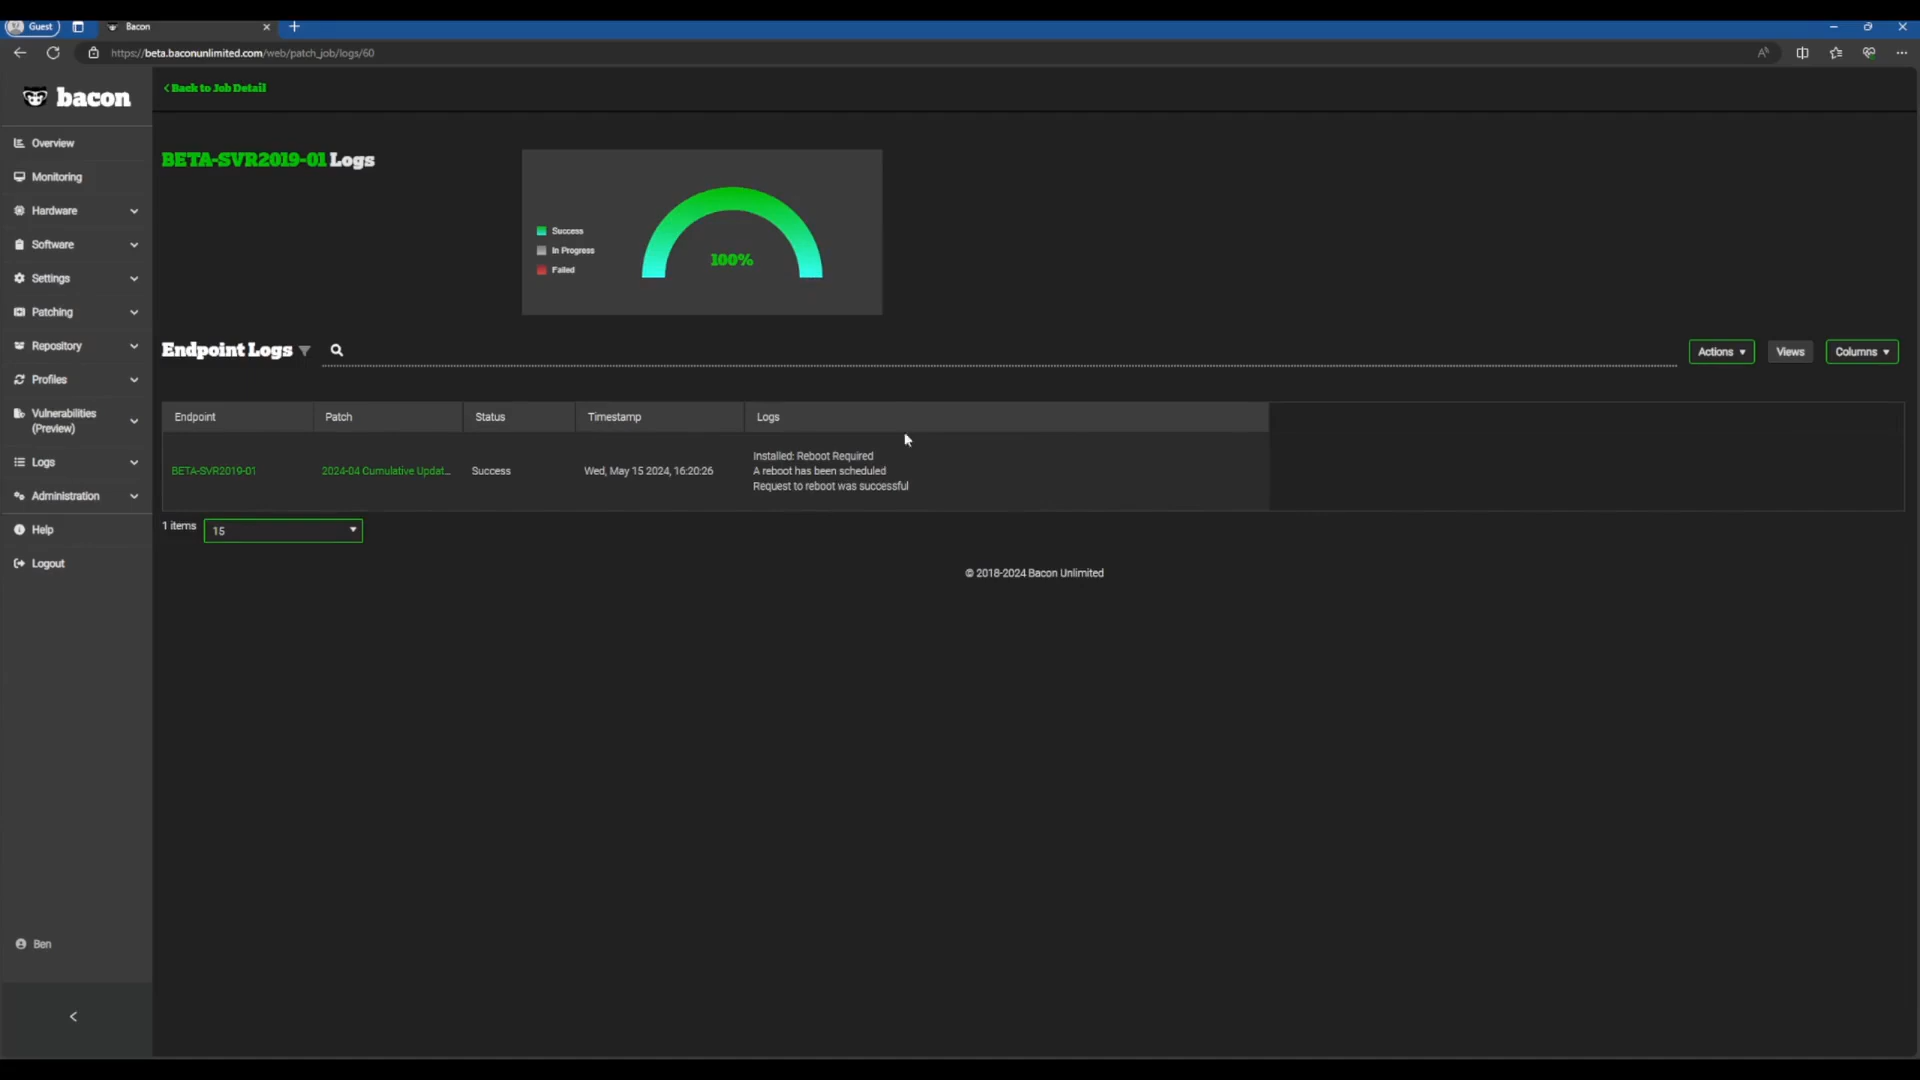 Guest
Bacon
https://beta.baconunlimited.com/web/patch_job/logs/60
bacon
Overview
Monitoring
Hardware
Software
Settings
Patching
Repository
Profiles
Vulnerabilities
(Preview)
Logs
Administration
Help
Logout
Ben
Back to Job Detail
BETA-SVR2019-01 Logs
Success
In Progress
Failed
100%
Endpoint Logs
Actions
Views
Columns
Endpoint Patch Status Timestamp Logs
BETA-SVR2019-01 2024-04 Cumulative Updat... Success Wed, May 15 2024, 16:20:26
Installed: Reboot Required
A reboot has been scheduled
Request to reboot was successful
1 items 15
© 2018-2024 Bacon Unlimited